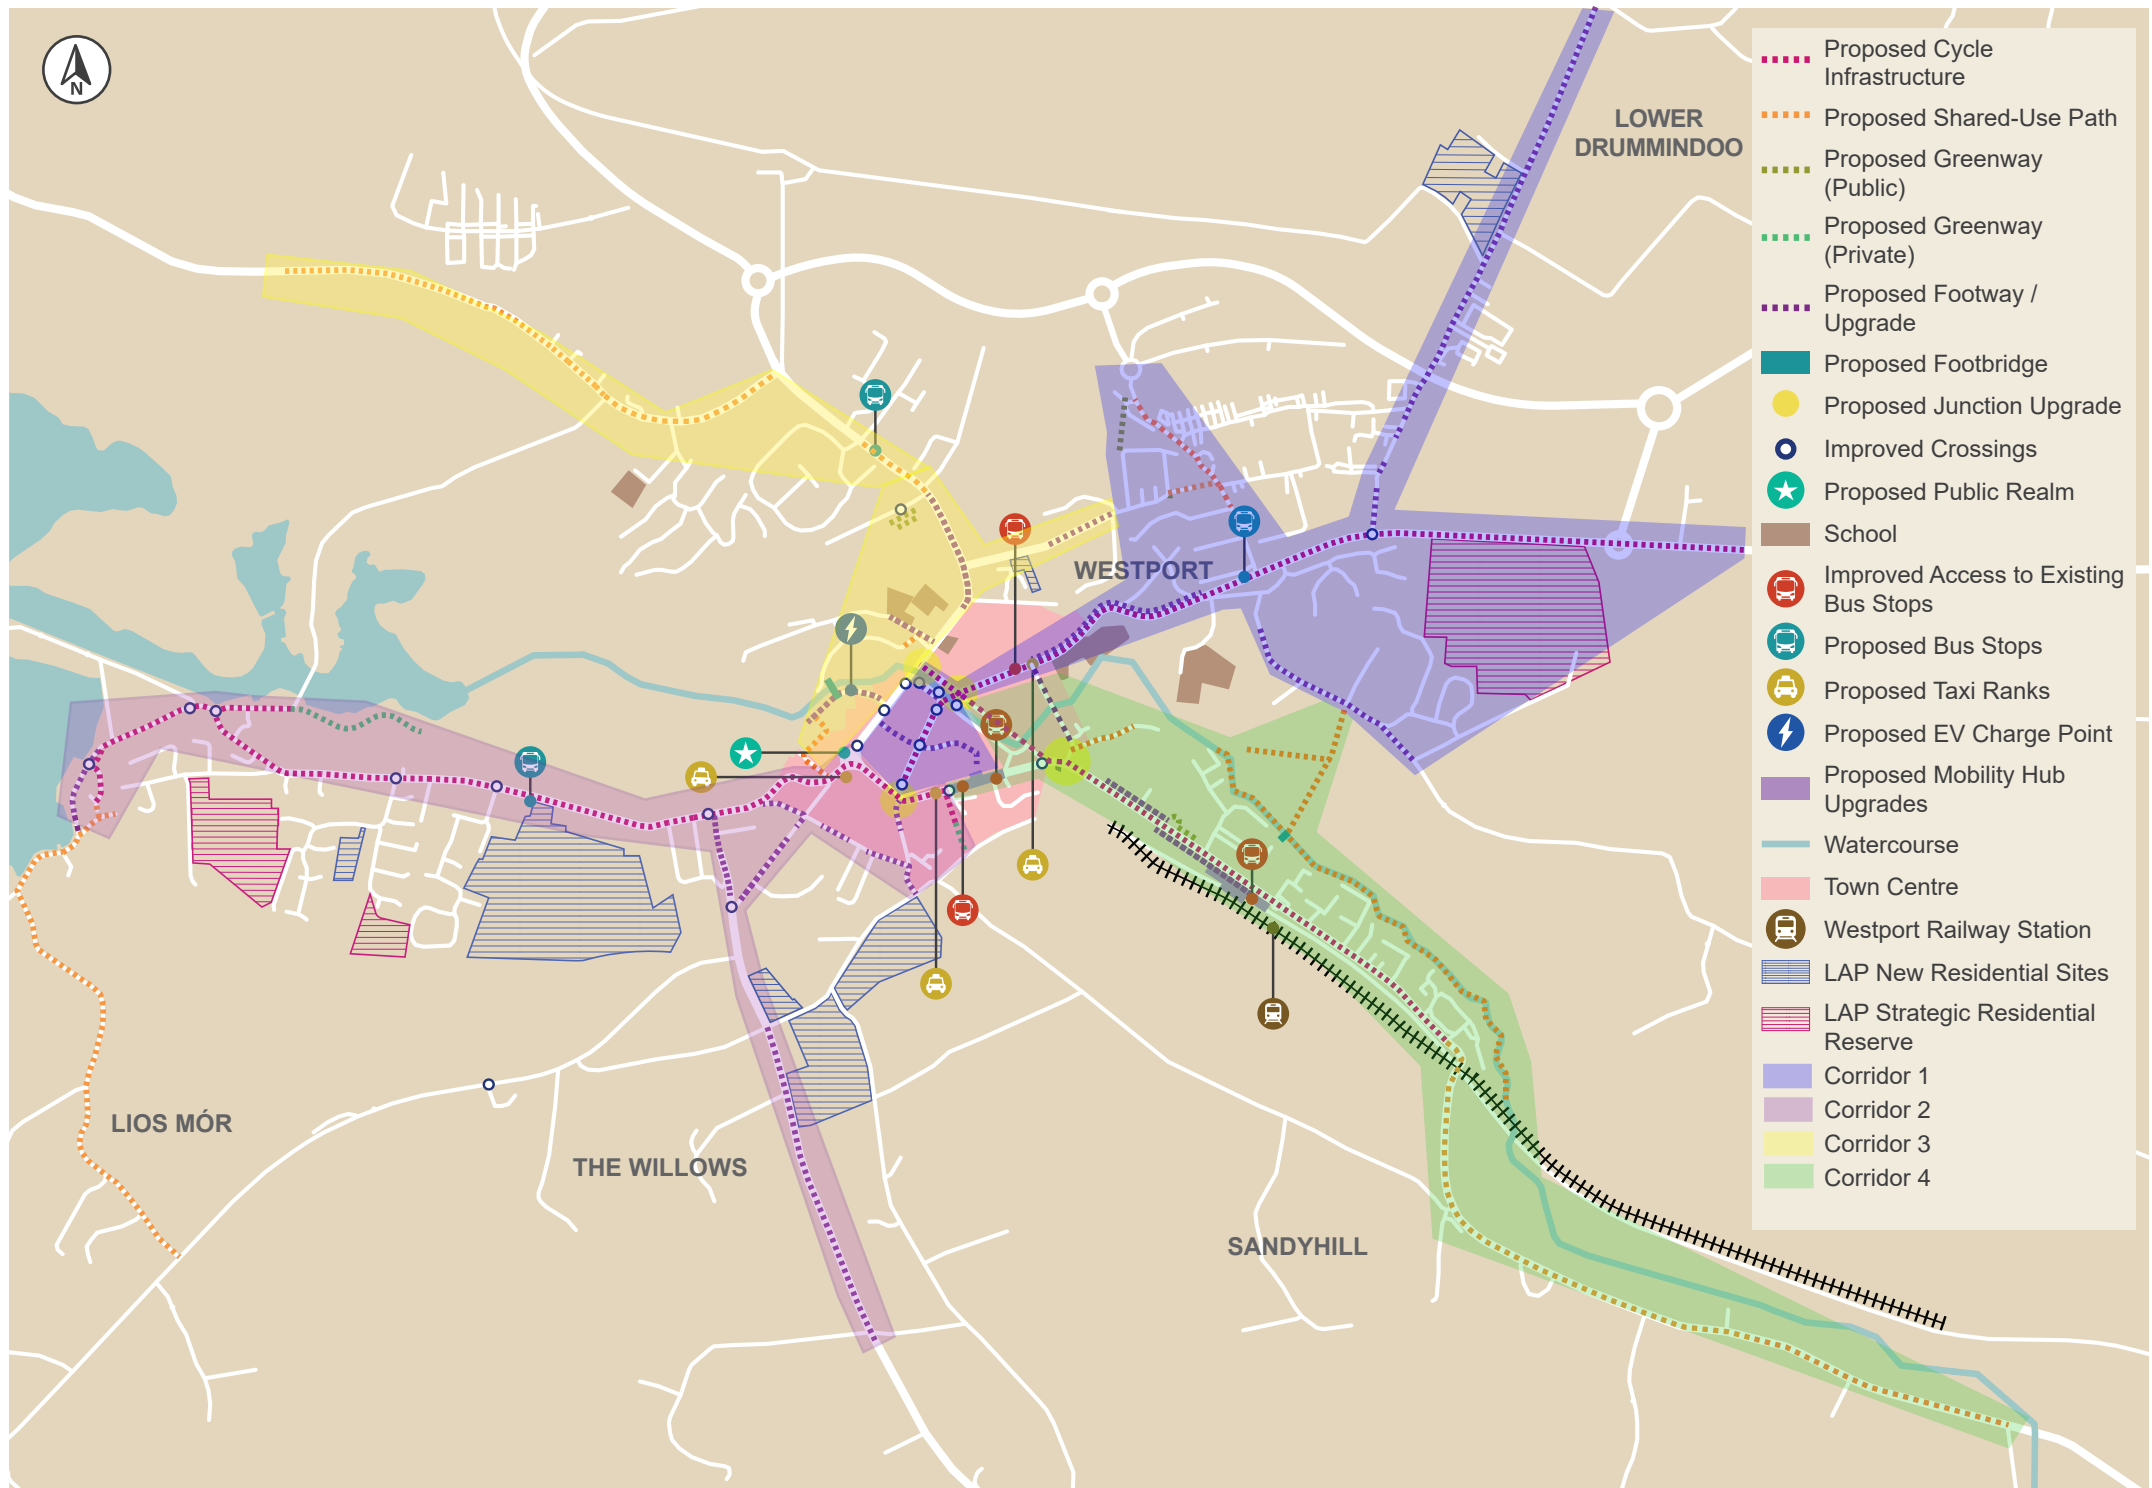 N
LOWER
DRUMMINDOO
WESTPORT
LIOS MÓR
THE WILLOWS
SANDYHILL
Proposed Cycle
Infrastructure
Proposed Shared-Use Path
Proposed Greenway
(Public)
Proposed Greenway
(Private)
Proposed Footway /
Upgrade
Proposed Footbridge
Proposed Junction Upgrade
Improved Crossings
Proposed Public Realm
School
Improved Access to Existing
Bus Stops
Proposed Bus Stops
Proposed Taxi Ranks
Proposed EV Charge Point
Proposed Mobility Hub
Upgrades
Watercourse
Town Centre
Westport Railway Station
LAP New Residential Sites
LAP Strategic Residential
Reserve
Corridor 1
Corridor 2
Corridor 3
Corridor 4